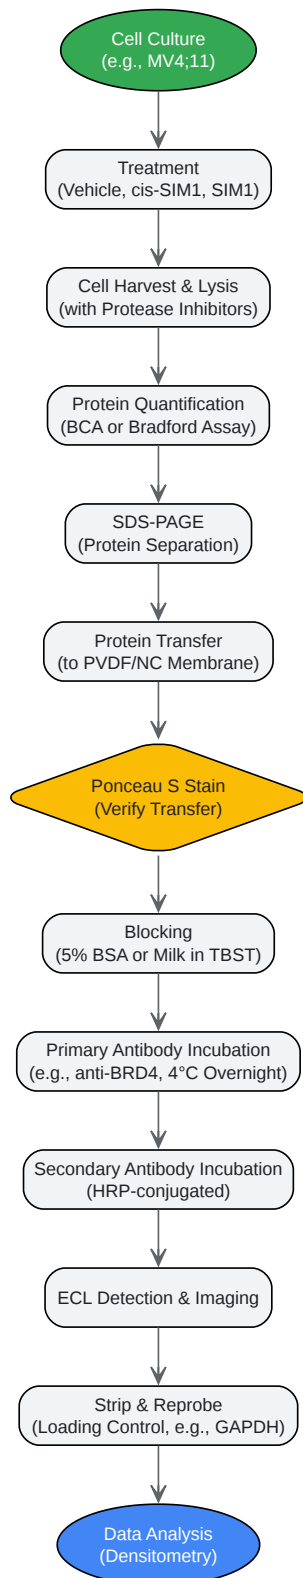 Cell Culture
(e.g., MV4;11)
Treatment
(Vehicle, cis-SIM1, SIM1)
Cell Harvest & Lysis
(with Protease Inhibitors)
Protein Quantification
(BCA or Bradford Assay)
SDS-PAGE
(Protein Separation)
Protein Transfer
(to PVDF/NC Membrane)
Ponceau S Stain
(Verify Transfer)
Blocking
(5% BSA or Milk in TBST)
Primary Antibody Incubation
(e.g., anti-BRD4, 4°C Overnight)
Secondary Antibody Incubation
(HRP-conjugated)
ECL Detection & Imaging
Strip & Reprobe
(Loading Control, e.g., GAPDH)
Data Analysis
(Densitometry)